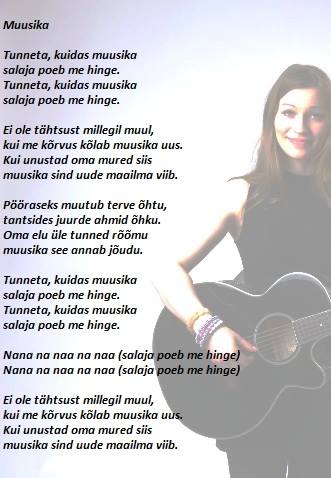 Muusika
Tunneta, kuidas muusika
salaja poeb me hinge.
Tunneta, kuidas muusika
salaja poeb me hinge.
Ei ole tähtsust millegil muul,
kui me kõrvus kõlab muusika uus.
Kui unustad oma mured siis
muusika sind uude maailma viib.
Pööraseks muutub terve õhtu,
tantsides juurde ahmid õhku.
Oma elu üle tunned rõõmu
muusika see annab jõudu.
Tunneta, kuidas muusika
salaja poeb me hinge.
Tunneta, kuidas muusika
salaja poeb me hinge.
Nana na naa na naa (salaja poeb me hinge)
Nana na naa na naa (salaja poeb me hinge)
Ei ole tähtsust millegil muul,
kui me kõrvus kõlab muusika uus.
Kui unustad oma mured siis
muusika sind uude maailma viib.